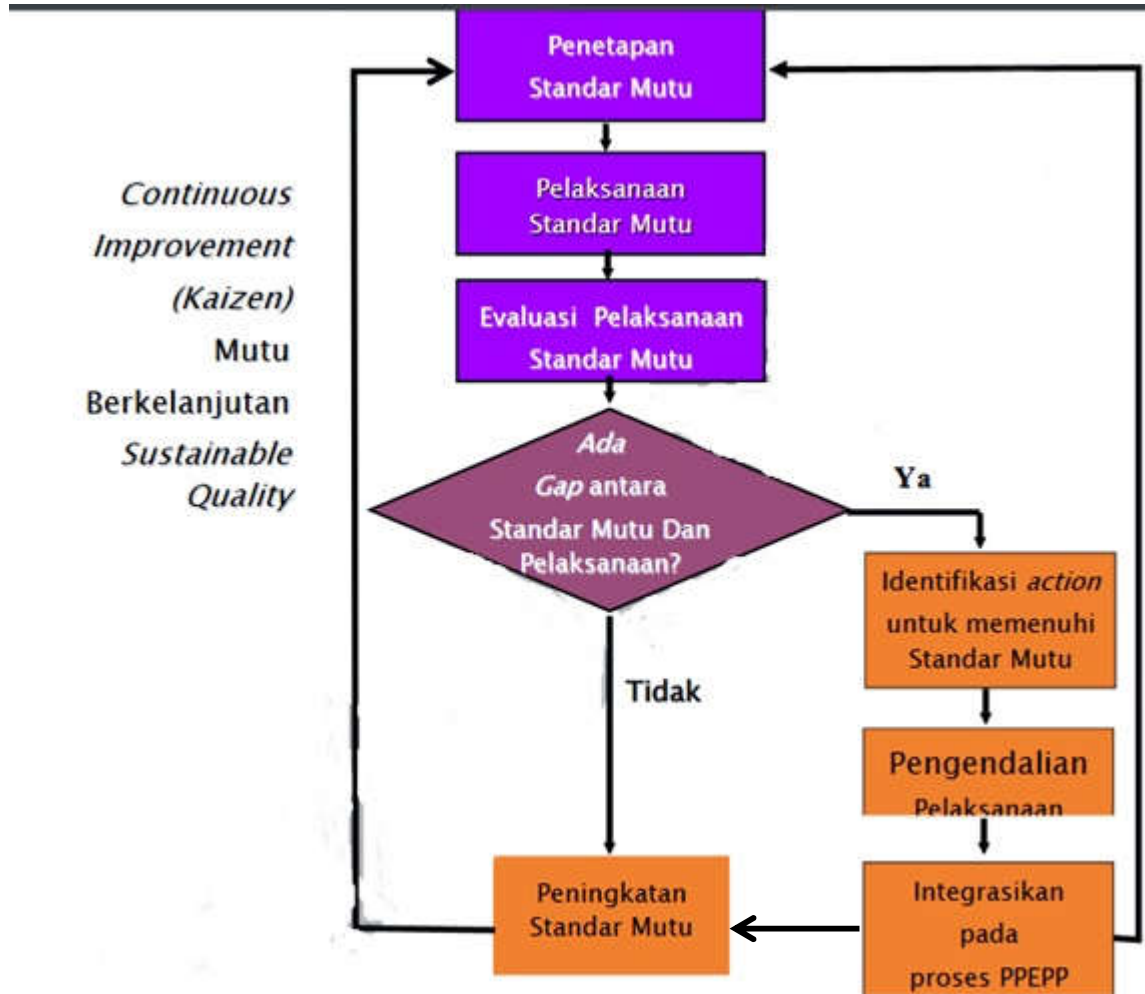 Penetapan
Standar Mutu
Pelaksanaan
Standar Mutu
Evaluasi Pelaksanaan
Standar Mutu
Continuous
Improvement
(Kaizen)
Mutu
Berkelanjutan
Sustainable
Quality
Ada
Gap antara
Standar Mutu Dan
Pelaksanaan?
Ya
Identifikasi action
untuk memenuhi
Standar Mutu
Tidak
Pengendalian
Pelaksanaan
Peningkatan
Standar Mutu
Integrasikan
pada
proses PPEPP